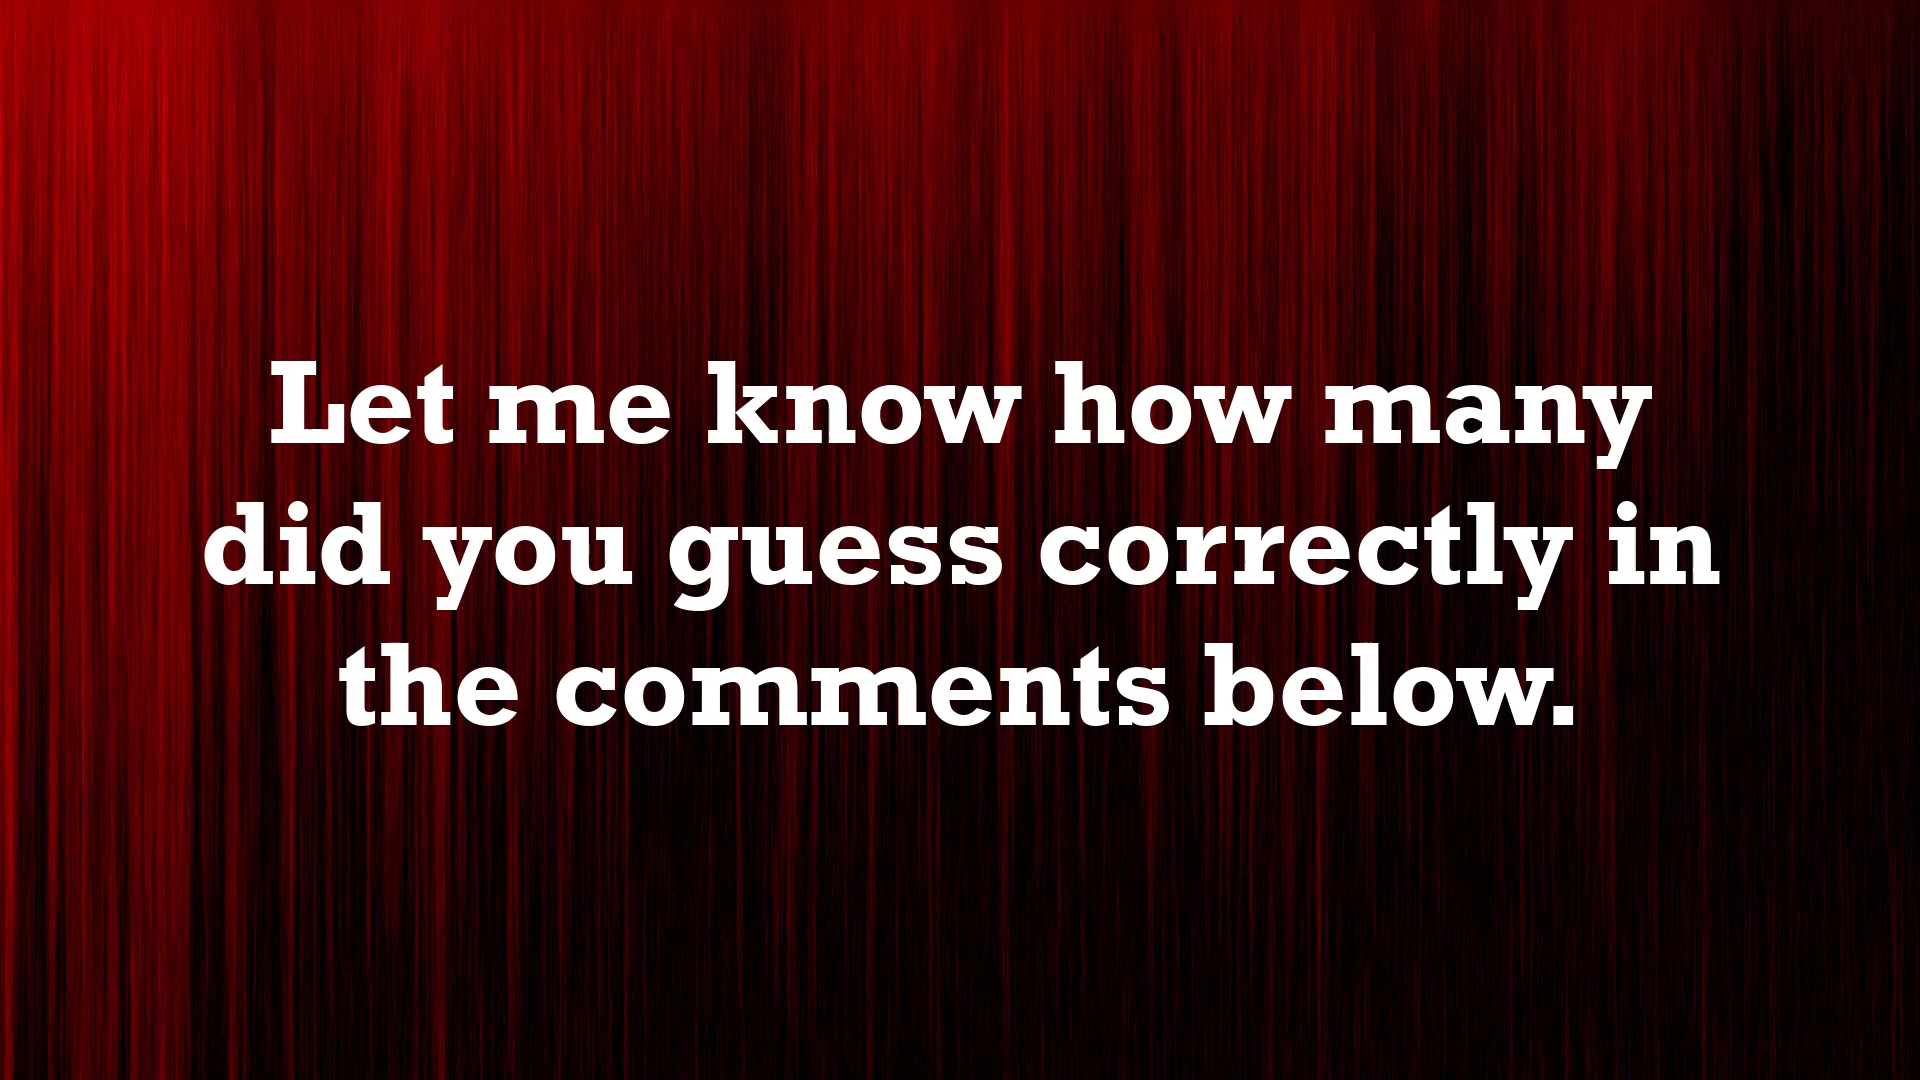 Let me know how many
did you guess correctly in
the comments below.